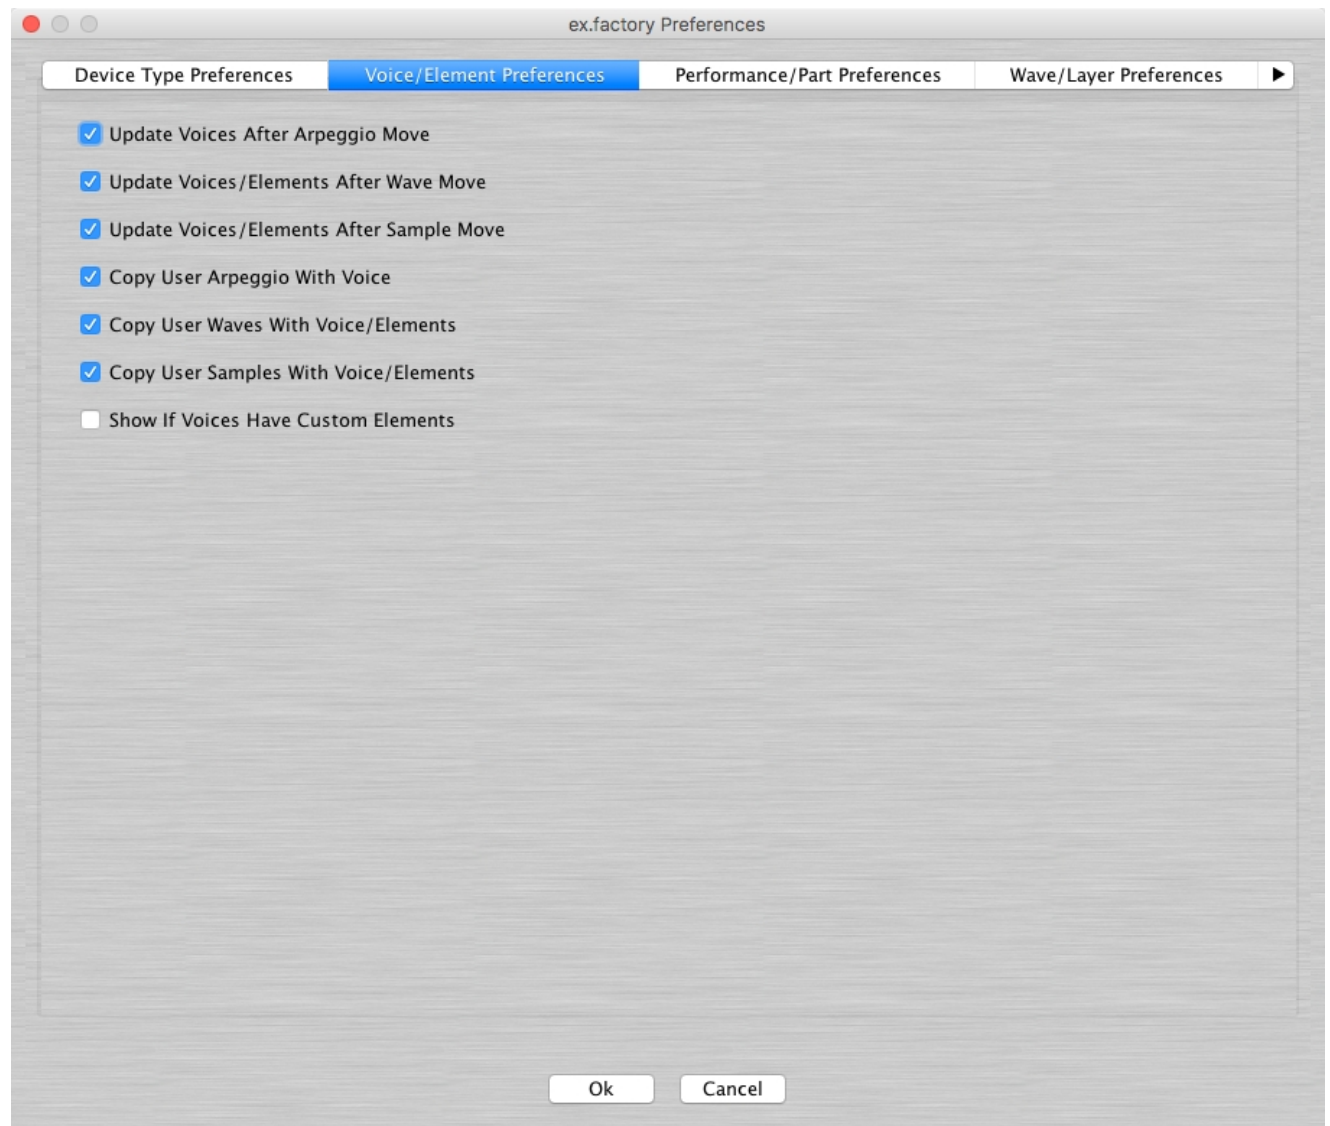 ex.factory Preferences
Device Type Preferences Voice/Element Preferences Performance/Part Preferences Wave/Layer Preferences
Update Voices After Arpeggio Move
Update Voices/Elements After Wave Move
Update Voices/Elements After Sample Move
Copy User Arpeggio With Voice
Copy User Waves With Voice/Elements
Copy User Samples With Voice/Elements
Show If Voices Have Custom Elements
Ok Cancel